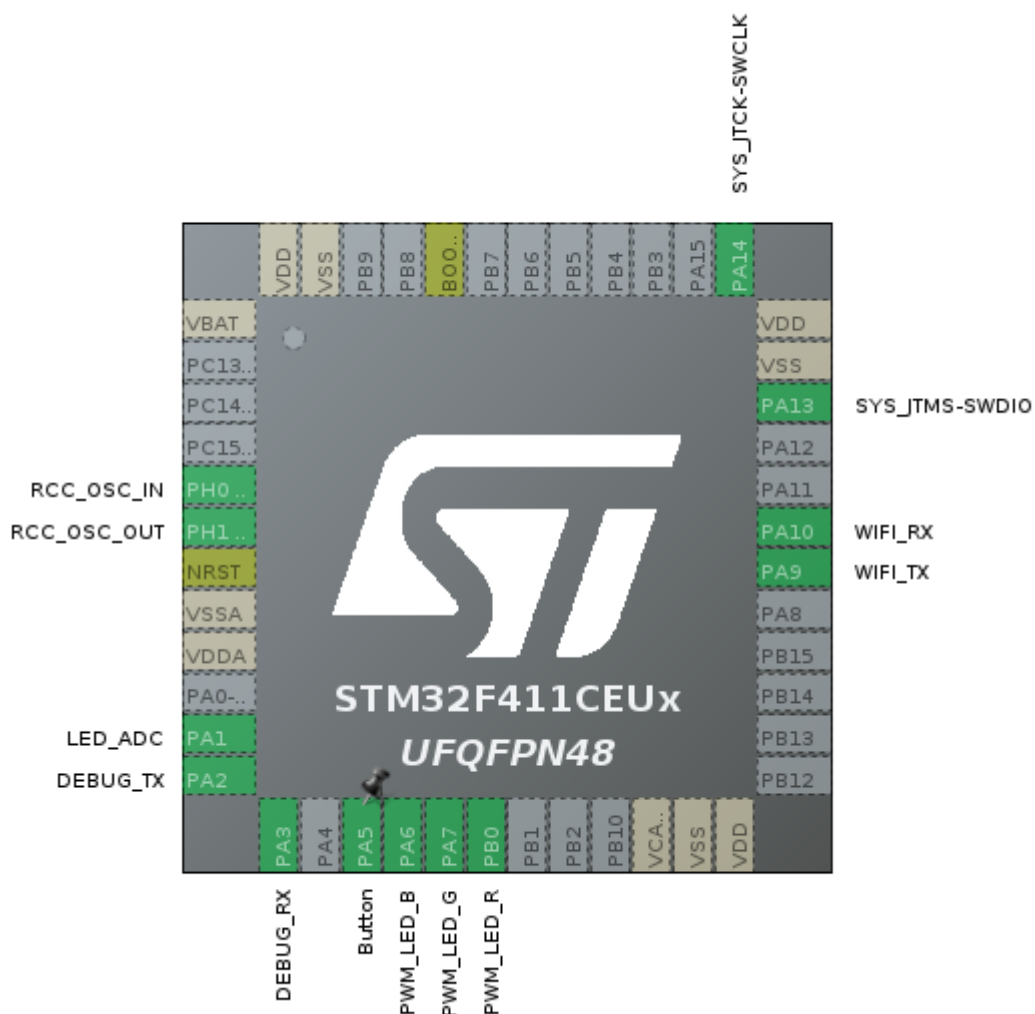 SYS_JTCK-SWCLK
VDD
VSS
PB9
PB8
BOO..
PB7
PB6
PB5
PB4
PB3
PA15
PA14
VBAT
PC13..
PC14..
PC15..
RCC_OSC_IN PH0 ..
RCC_OSC_OUT PH1 ..
NRST
VSSA
VDDA
PA0-..
LED_ADC PA1
DEBUG_TX PA2
VDD
VSS
PA13 SYS_JTMS-SWDIO
PA12
PA11
PA10 WIFI_RX
PA9 WIFI_TX
PA8
PB15
PB14
PB13
PB12
ST
STM32F411CEUx
UFQFPN48
PA3
PA4
PA5
PA6
PA7
PB0
PB1
PB2
PB10
VCA..
VSS
VDD
DEBUG_RX
Button
PWM_LED_B
PWM_LED_G
PWM_LED_R